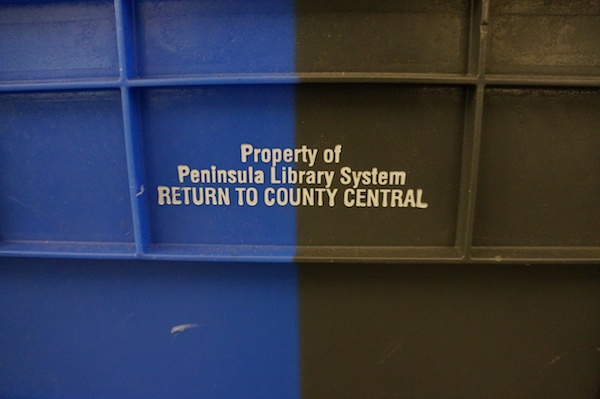 Property of
Peninsula Library System
RETURN TO COUNTY CENTRAL